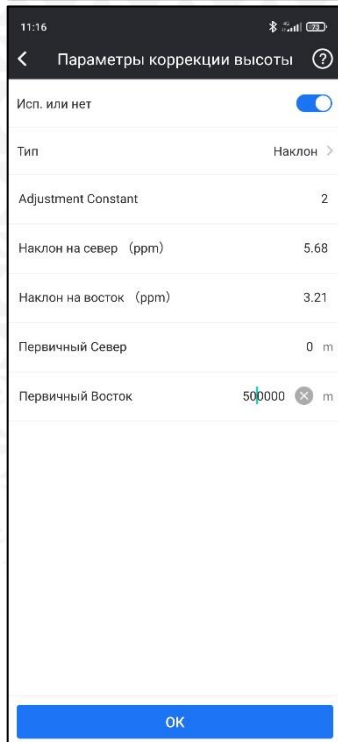 11:16 73
Параметры коррекции высоты ?
Исп. или нет
Тип Наклон >
Adjustment Constant 2
Наклон на север （ppm） 5.68
Наклон на восток （ppm） 3.21
Первичный Север 0 m
Первичный Восток 500000 m
OK